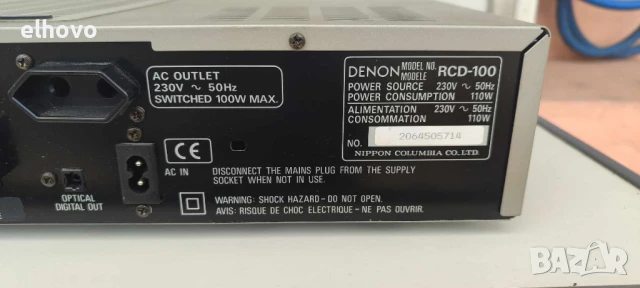 elhovo
AC OUTLET
230V ~ 50Hz
SWITCHED 100W MAX.
DENON MODEL NO. MODELE RCD-100
POWER SOURCE 230V ~ 50Hz
POWER CONSUMPTION 110W
ALIMENTATION 230V ~ 50Hz
CONSOMMATION 110W
NO. 2064505714
NIPPON COLUMBIA CO.,LTD.
CE
AC IN
DISCONNECT THE MAINS PLUG FROM THE SUPPLY
SOCKET WHEN NOT IN USE.
OPTICAL
DIGITAL OUT
WARNING: SHOCK HAZARD - DO NOT OPEN.
AVIS: RISQUE DE CHOC ELECTRIQUE - NE PAS OUVRIR.
BAZAR